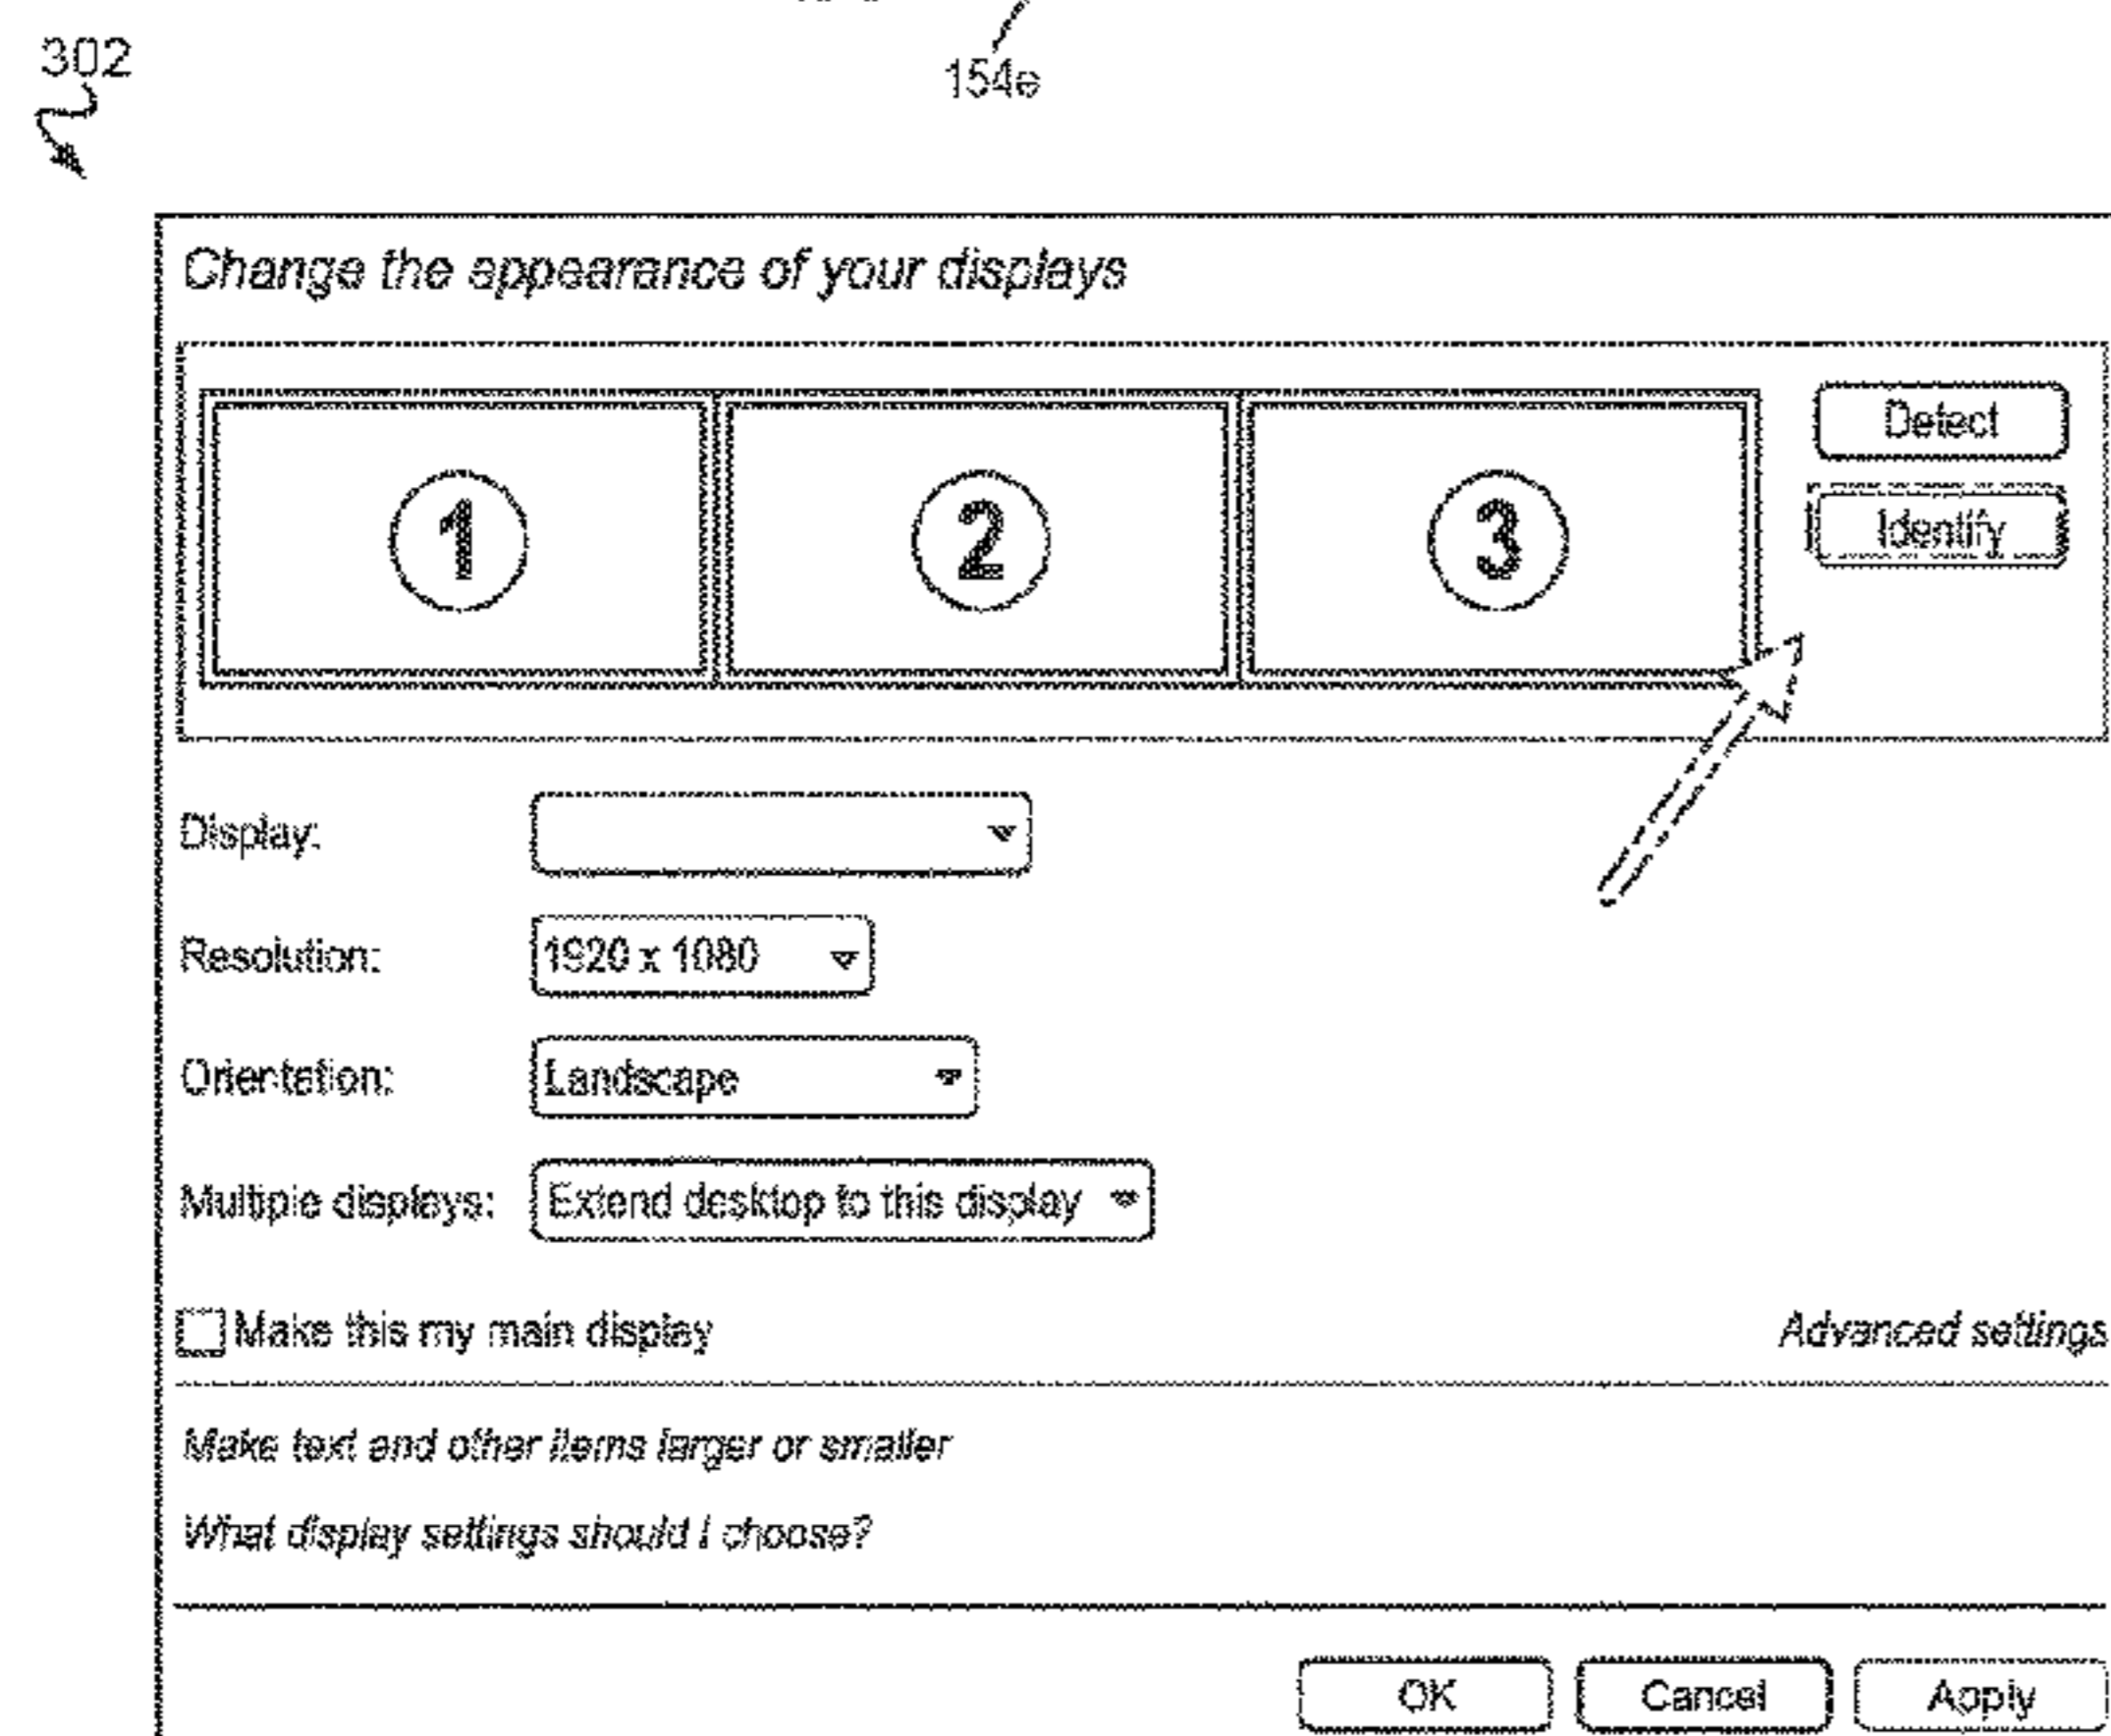 302
154e
Change the appearance of your displays
1
2
3
Detect
Identify
Display:
Resolution: 1920 x 1080
Orientation: Landscape
Multiple displays: Extend desktop to this display
Make this my main display
Advanced settings
Make text and other items larger or smaller
What display settings should I choose?
OK Cancel Apply